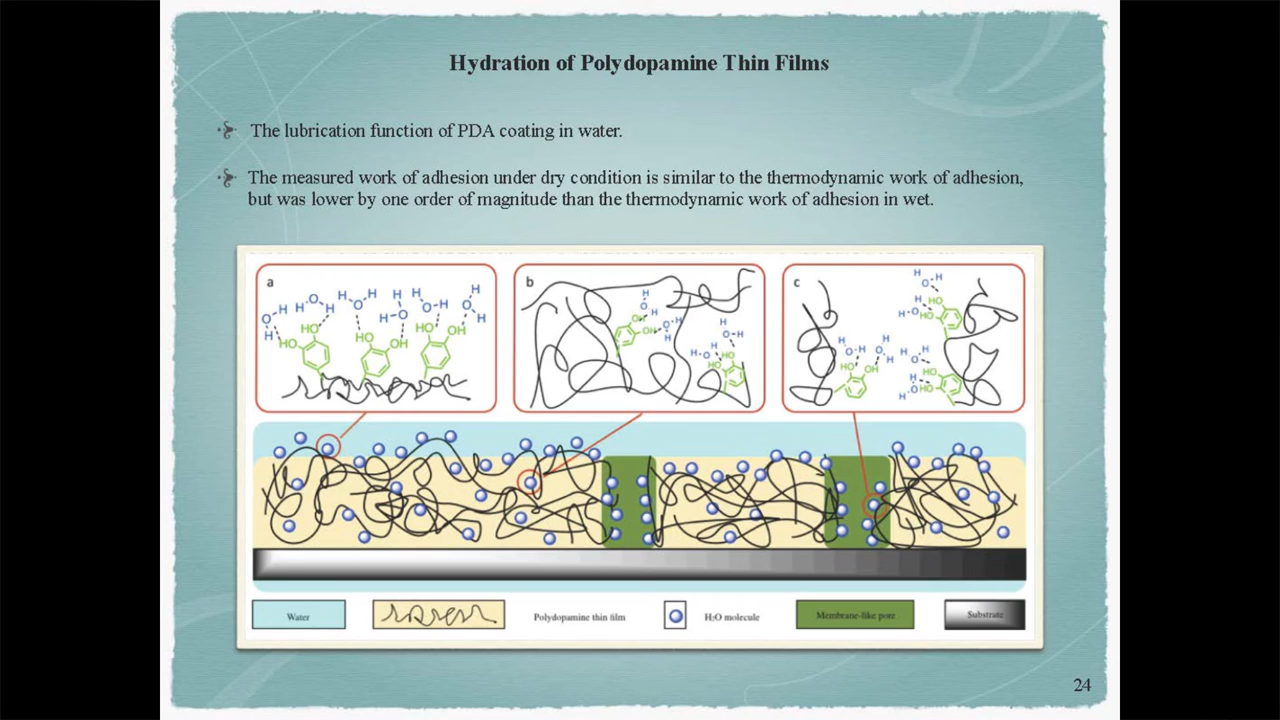 Hydration of Polydopamine Thin Films
The lubrication function of PDA coating in water.
The measured work of adhesion under dry condition is similar to the thermodynamic work of adhesion,
but was lower by one order of magnitude than the thermodynamic work of adhesion in wet.
a
b
c
Water
Polydopamine thin film
H₂O molecule
Membrane-like pore
Substrate
24